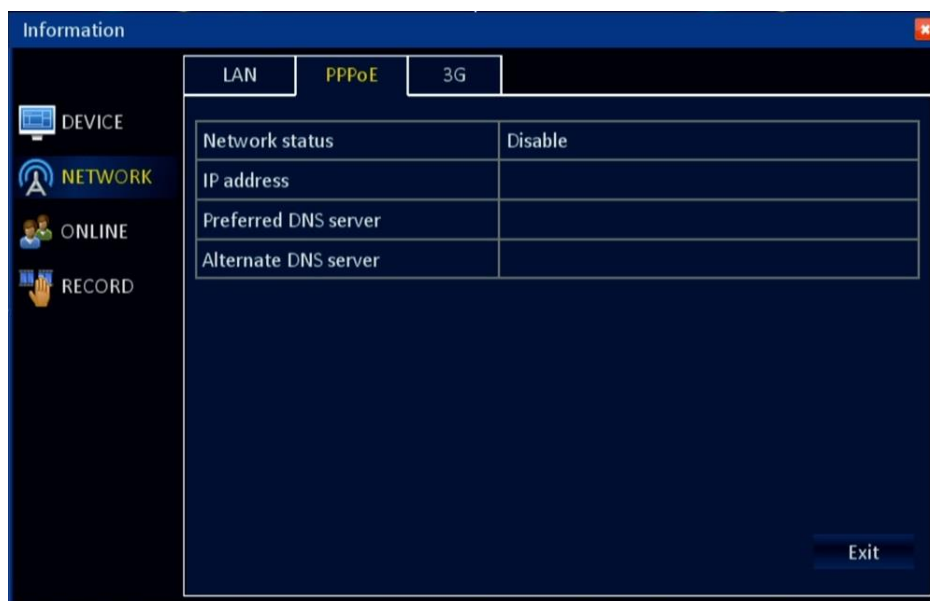 Information
LAN PPPoE 3G
DEVICE
NETWORK
ONLINE
RECORD
Network status Disable
IP address
Preferred DNS server
Alternate DNS server
Exit